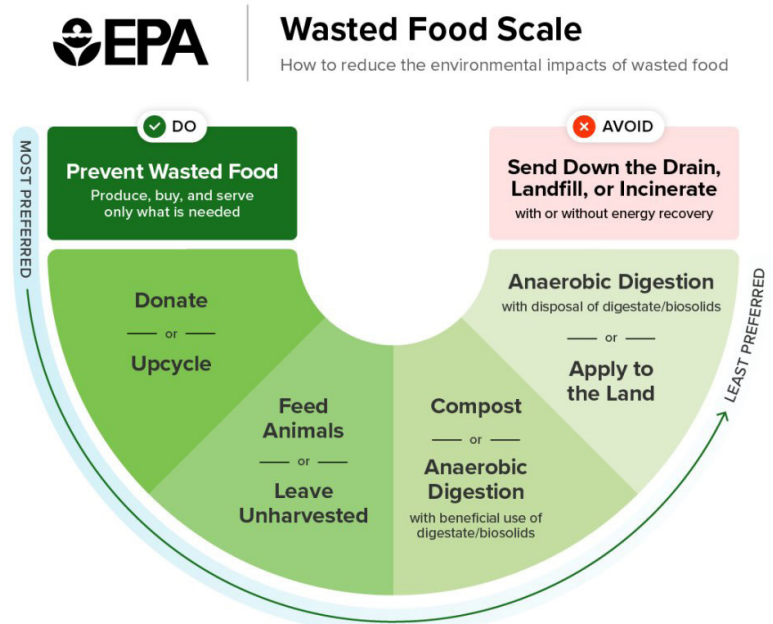 EPA
Wasted Food Scale
How to reduce the environmental impacts of wasted food
DO
Prevent Wasted Food
Produce, buy, and serve
only what is needed
AVOID
Send Down the Drain,
Landfill, or Incinerate
with or without energy recovery
MOST PREFERRED
Donate
or
Upcycle
Feed
Animals
or
Leave
Unharvested
Compost
or
Anaerobic
Digestion
with beneficial use of
digestate/biosolids
Anaerobic Digestion
with disposal of digestate/biosolids
or
Apply to
the Land
LEAST PREFERRED